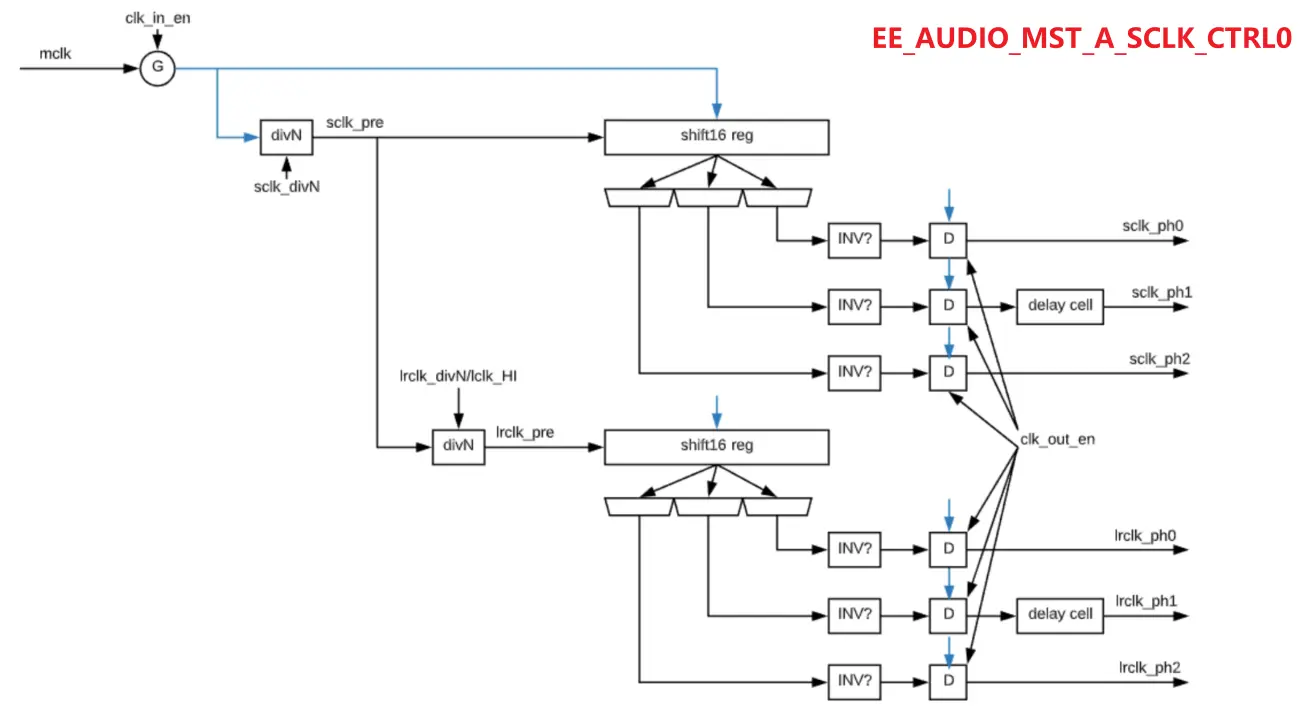 clk_in_en
EE_AUDIO_MST_A_SCLK_CTRL0
mclk
G
sclk_pre
divN
shift16 reg
sclk_divN
INV?
D
sclk_ph0
INV?
D
delay cell
sclk_ph1
INV?
D
sclk_ph2
lrclk_divN/lclk_HI
lrclk_pre
divN
shift16 reg
clk_out_en
INV?
D
lrclk_ph0
INV?
D
delay cell
lrclk_ph1
INV?
D
lrclk_ph2